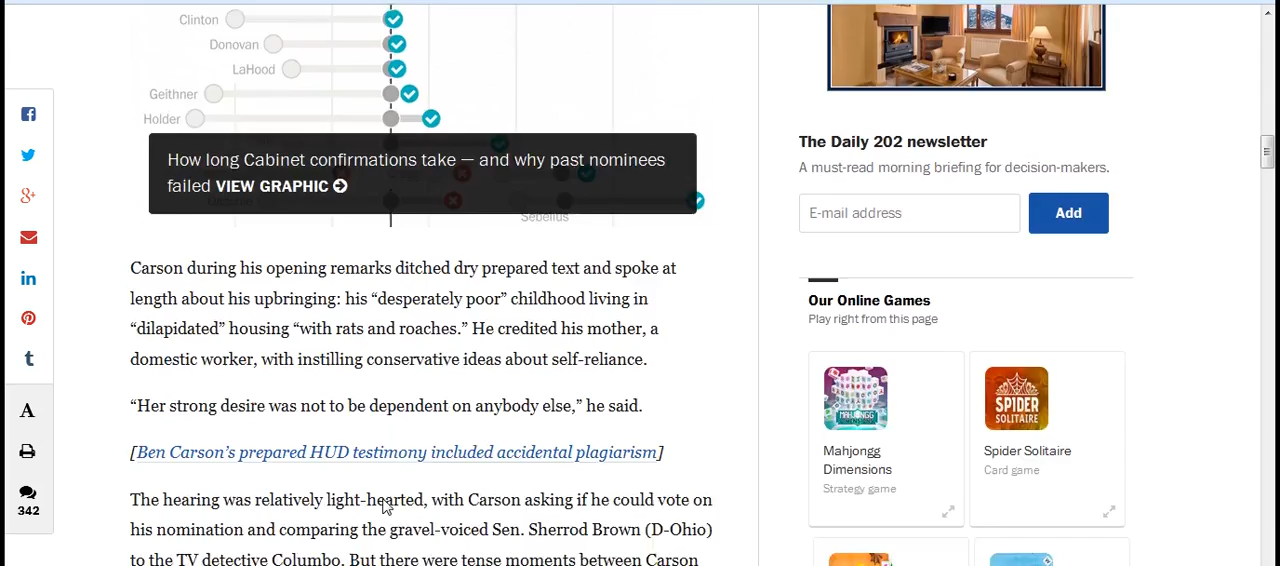 Clinton
Donovan
LaHood
Geithner
Holder
How long Cabinet confirmations take — and why past nominees
failed VIEW GRAPHIC
Sebelius
Carson during his opening remarks ditched dry prepared text and spoke at
length about his upbringing: his “desperately poor” childhood living in
“dilapidated” housing “with rats and roaches.” He credited his mother, a
domestic worker, with instilling conservative ideas about self-reliance.
“Her strong desire was not to be dependent on anybody else,” he said.
[Ben Carson’s prepared HUD testimony included accidental plagiarism]
The hearing was relatively light-hearted, with Carson asking if he could vote on
his nomination and comparing the gravel-voiced Sen. Sherrod Brown (D-Ohio)
to the TV detective Columbo. But there were tense moments between Carson
f
g+
in
t
A
342
The Daily 202 newsletter
A must-read morning briefing for decision-makers.
E-mail address
Add
Our Online Games
Play right from this page
MAHJONGG
DIMENSIONS
Mahjongg
Dimensions
Strategy game
SPIDER
SOLITAIRE
Spider Solitaire
Card game